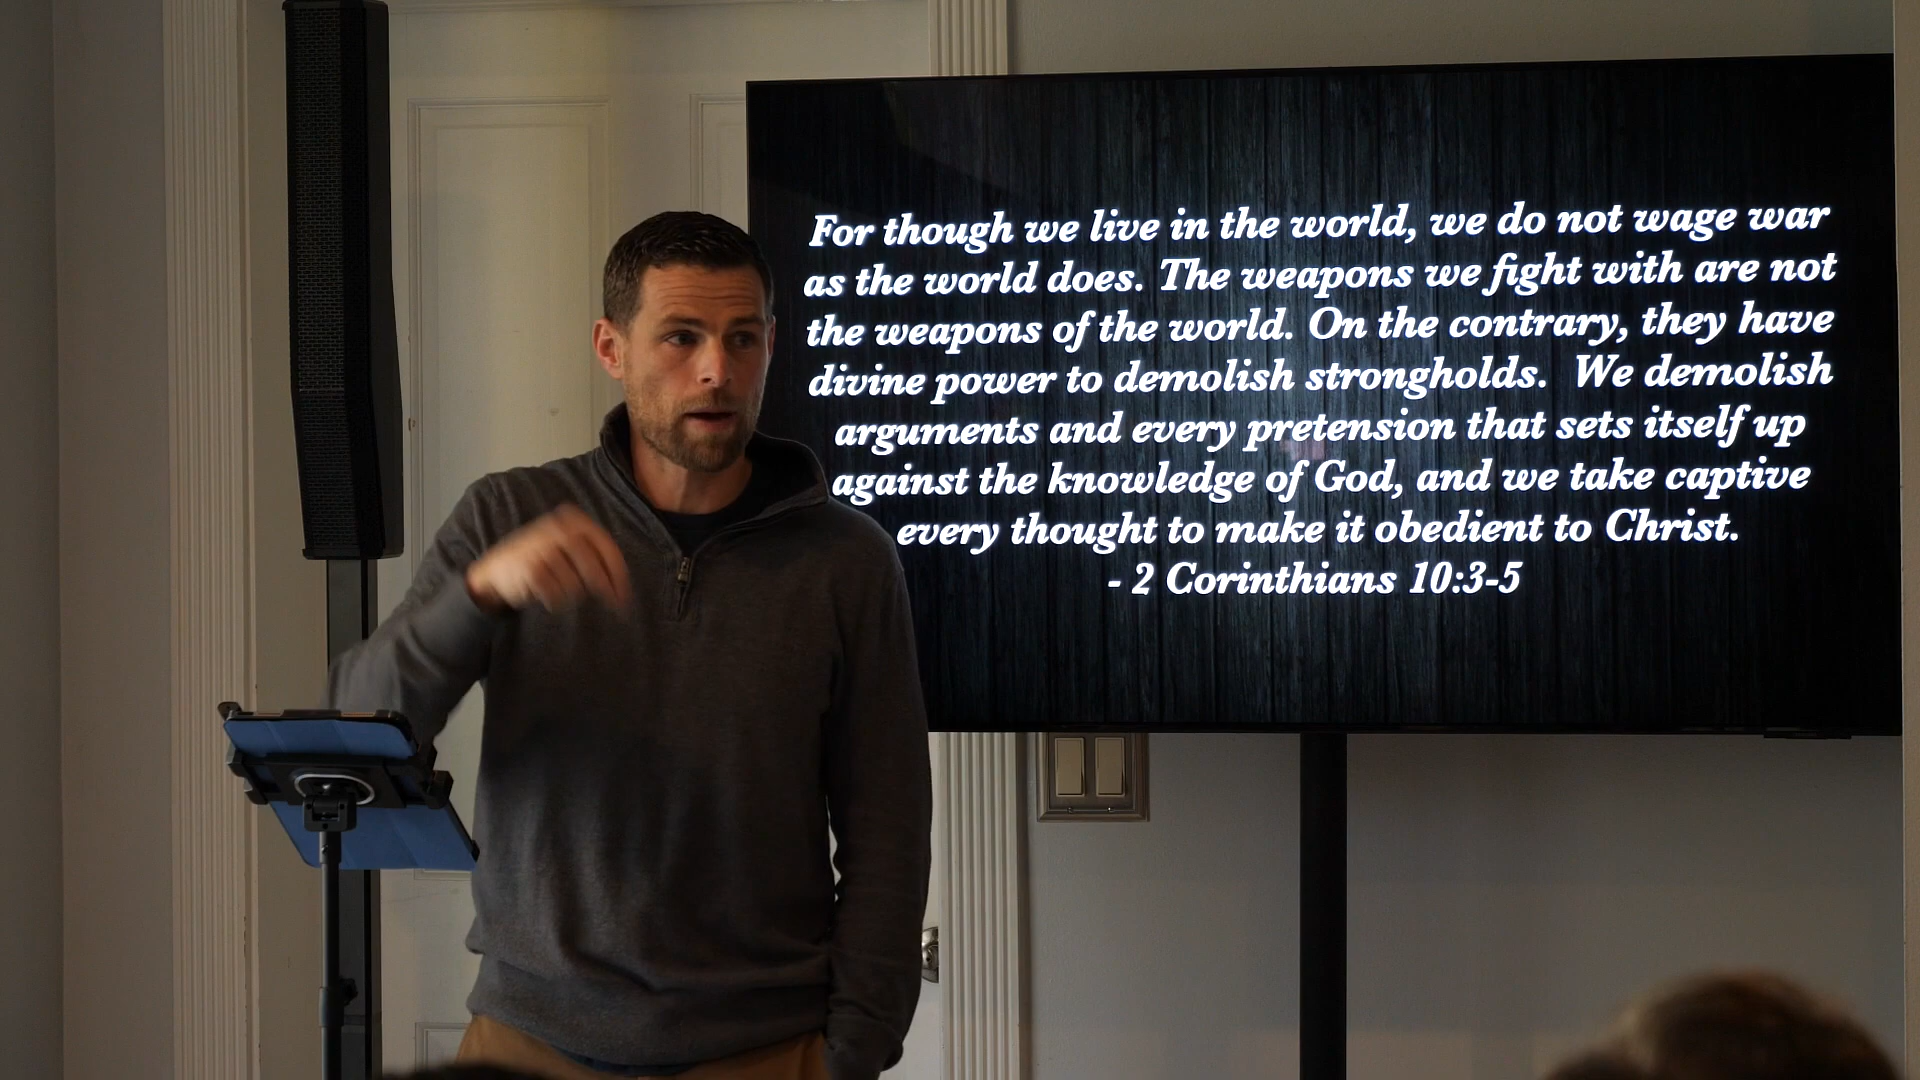 For though we live in the world, we do not wage war
as the world does. The weapons we fight with are not
the weapons of the world. On the contrary, they have
divine power to demolish strongholds.  We demolish
arguments and every pretension that sets itself up
against the knowledge of God, and we take captive
every thought to make it obedient to Christ.
- 2 Corinthians 10:3-5